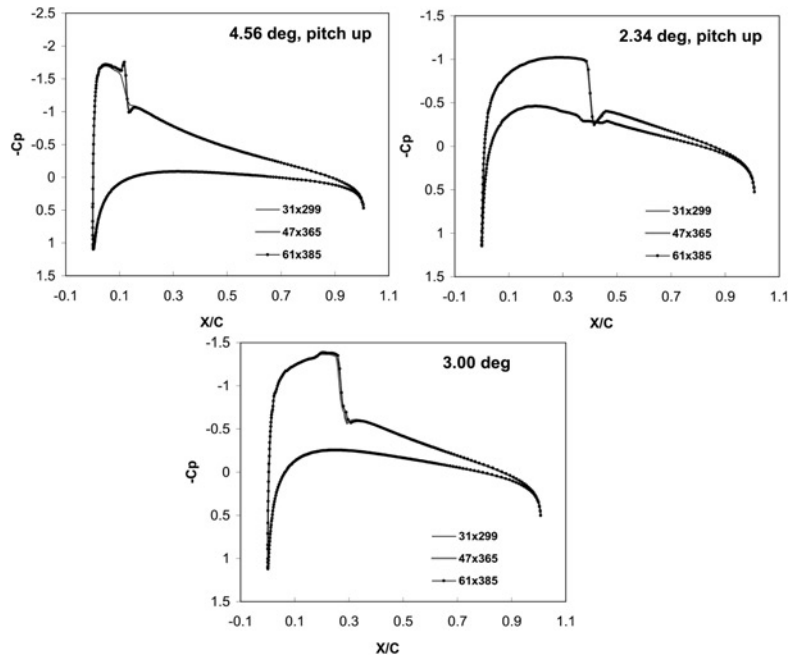 4.56 deg, pitch up
-2.5
-2
-1.5
-1
-0.5
0
0.5
1
1.5
-Cp
31x299
47x365
61x385
-0.1 0.1 0.3 0.5 0.7 0.9 1.1
X/C
2.34 deg, pitch up
-1.5
-1
-0.5
0
0.5
1
1.5
-Cp
31x299
47x365
61x385
-0.1 0.1 0.3 0.5 0.7 0.9 1.1
X/C
3.00 deg
-1.5
-1
-0.5
0
0.5
1
1.5
-Cp
31x299
47x365
61x385
-0.1 0.1 0.3 0.5 0.7 0.9 1.1
X/C